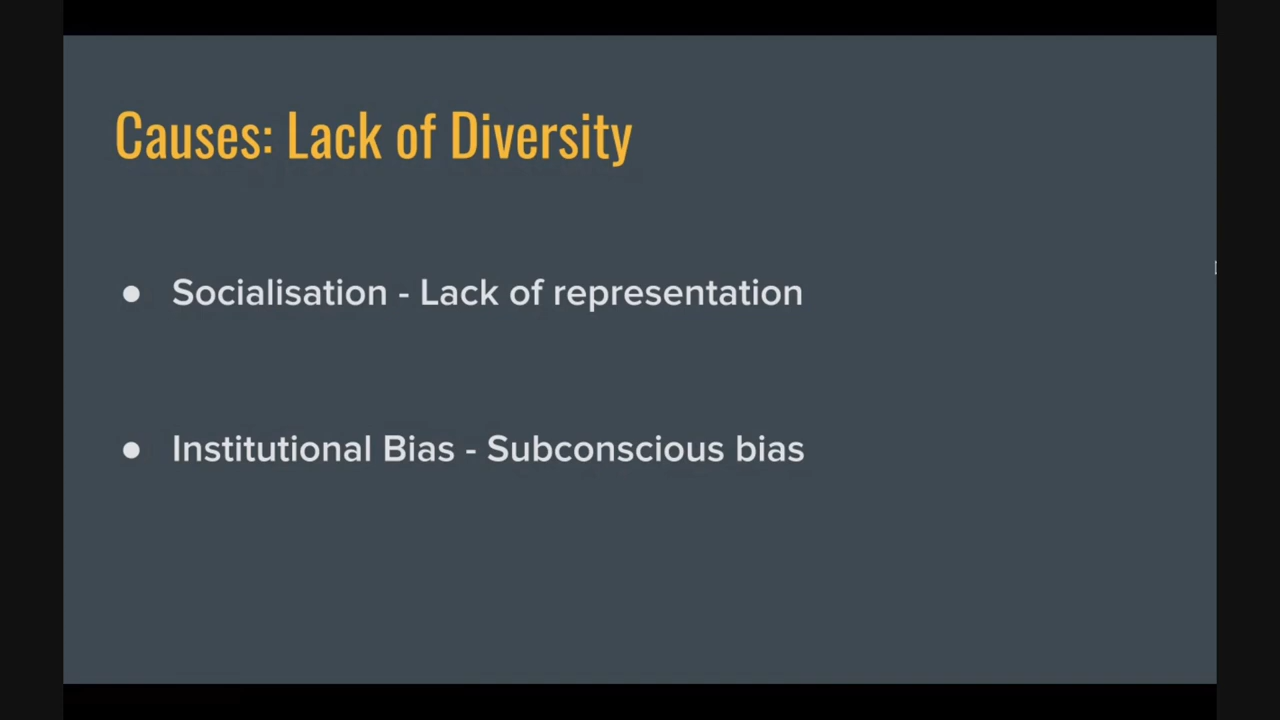 Causes: Lack of Diversity
● Socialisation - Lack of representation
● Institutional Bias - Subconscious bias